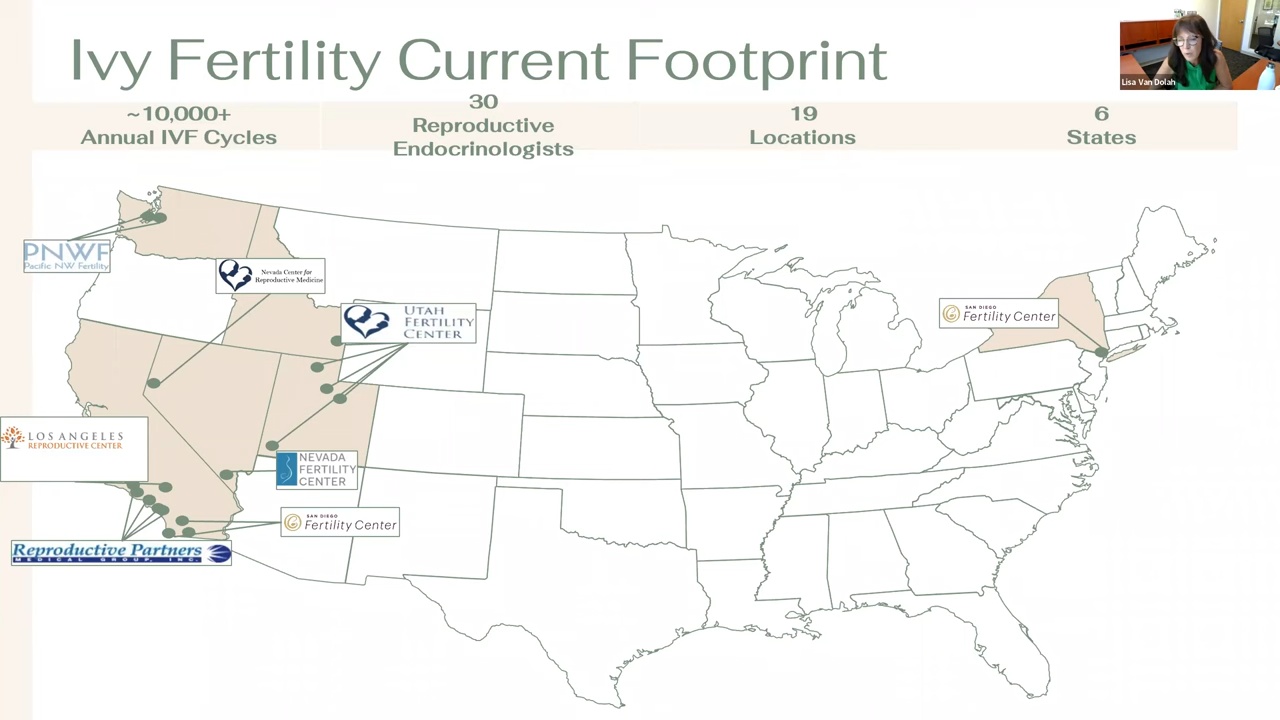 Ivy Fertility Current Footprint
Lisa Van Dolah
~10,000+
Annual IVF Cycles
30
Reproductive
Endocrinologists
19
Locations
6
States
PNWF
Pacific NW Fertility
Nevada Center for
Reproductive Medicine
UTAH
FERTILITY
CENTER
SAN DIEGO
Fertility Center
LOS ANGELES
REPRODUCTIVE CENTER
NEVADA
FERTILITY
CENTER
SAN DIEGO
Fertility Center
Reproductive Partners
MEDICAL GROUP, INC.